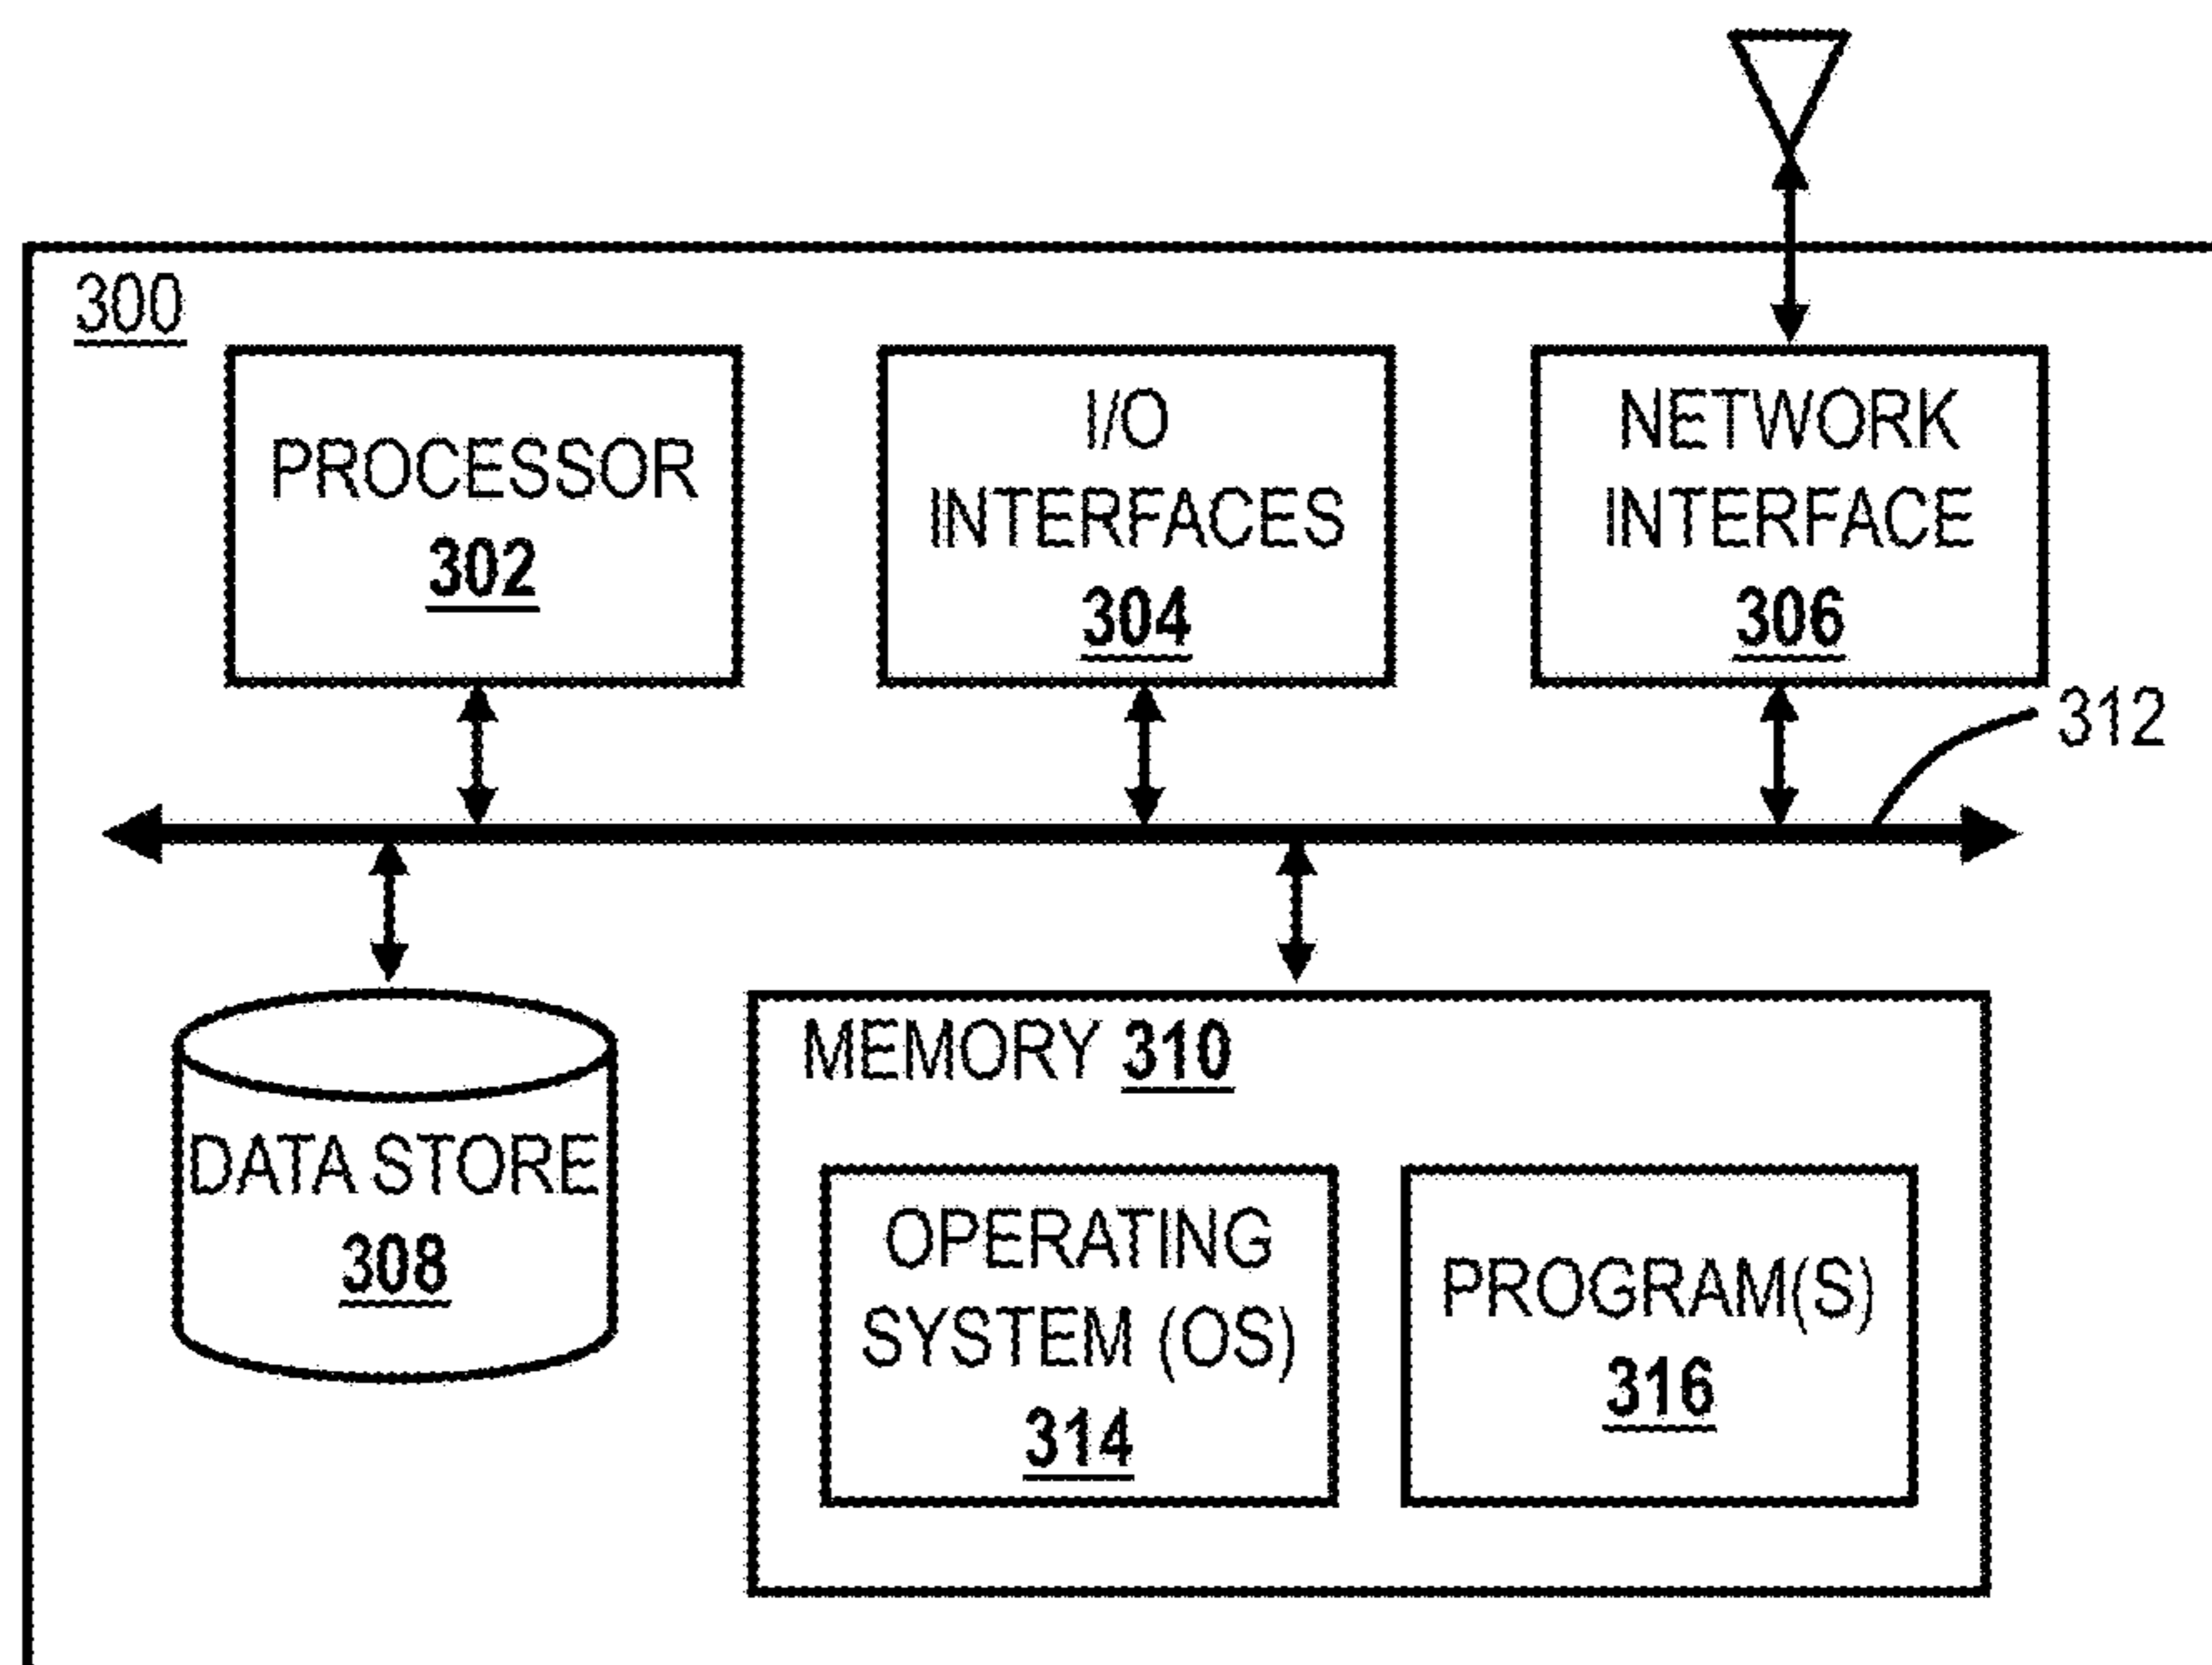 300
PROCESSOR
302
I/O
INTERFACES
304
NETWORK
INTERFACE
306
312
DATA STORE
308
MEMORY 310
OPERATING
SYSTEM (OS)
314
PROGRAM(S)
316